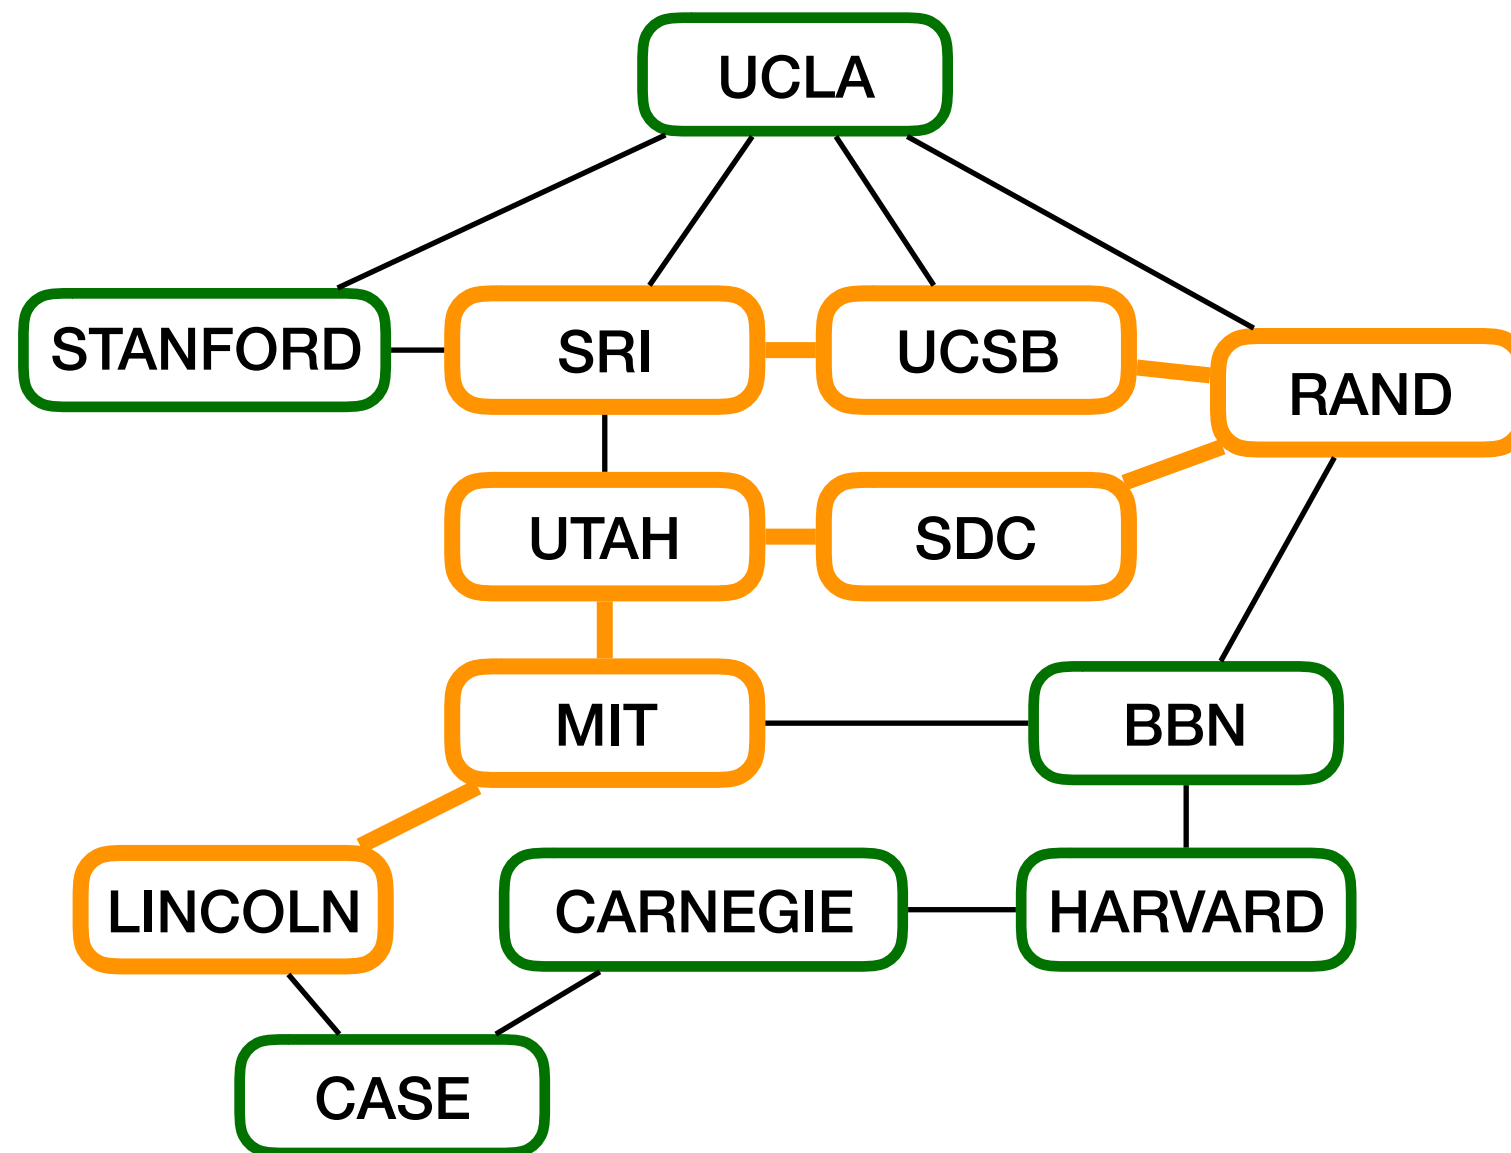 UCLA
STANFORD
SRI
UCSB
RAND
UTAH
SDC
MIT
BBN
LINCOLN
CARNEGIE
HARVARD
CASE